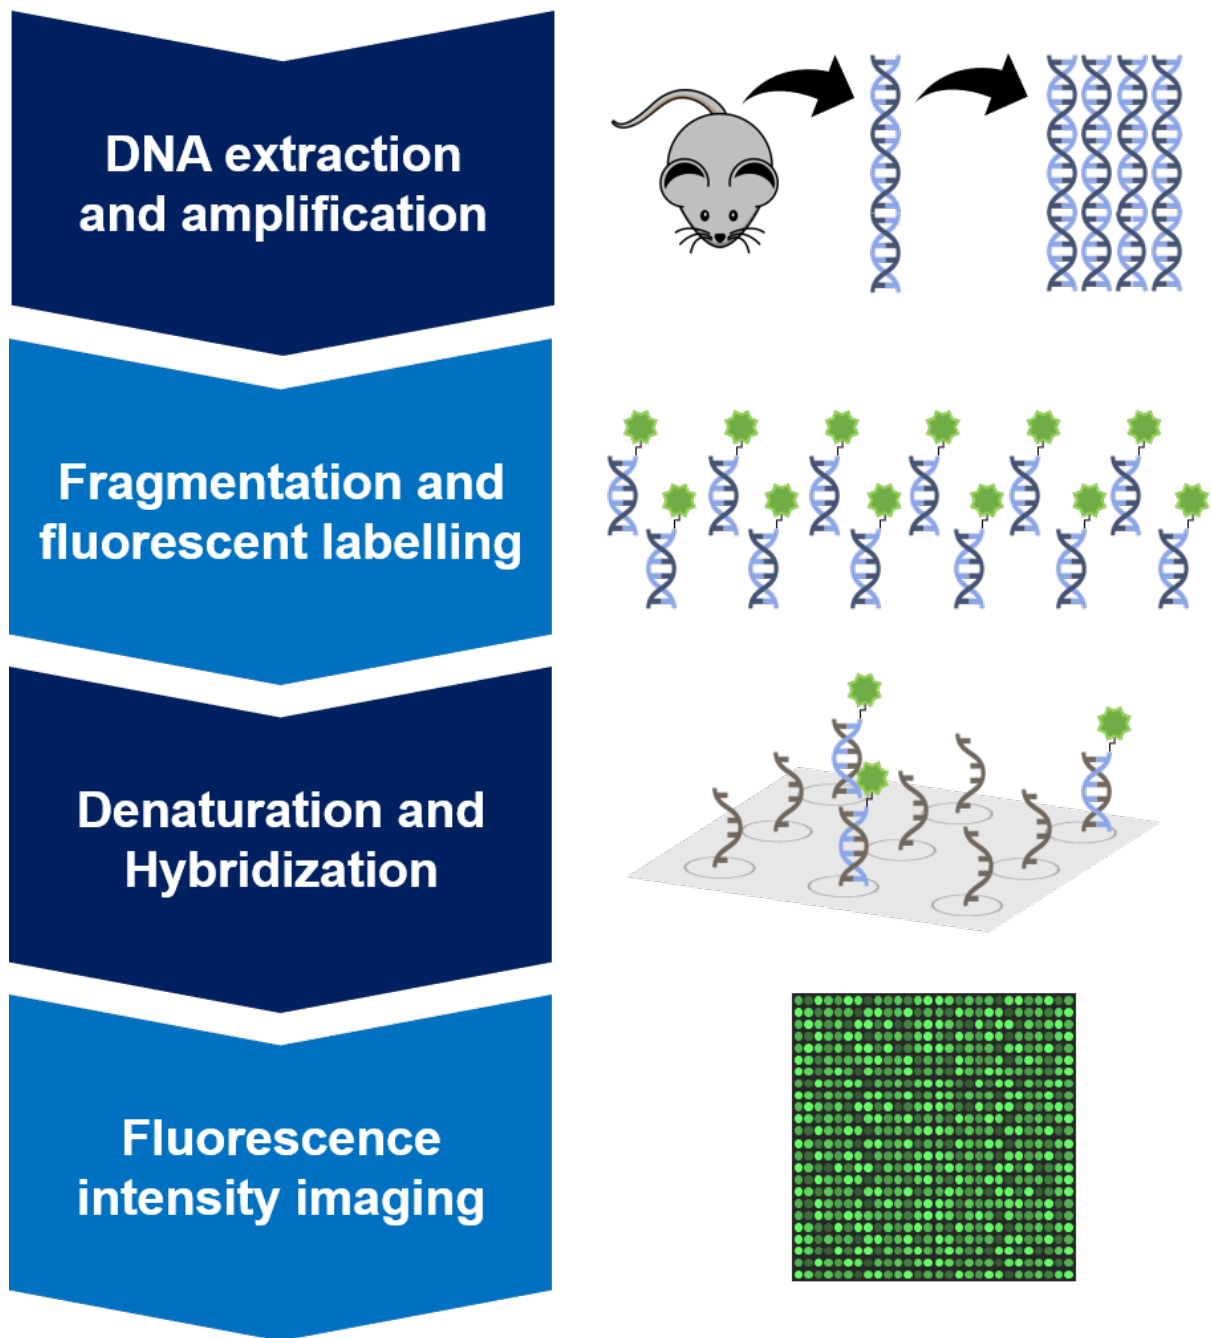 DNA extraction
and amplification
Fragmentation and
fluorescent labelling
Denaturation and
Hybridization
Fluorescence
intensity imaging